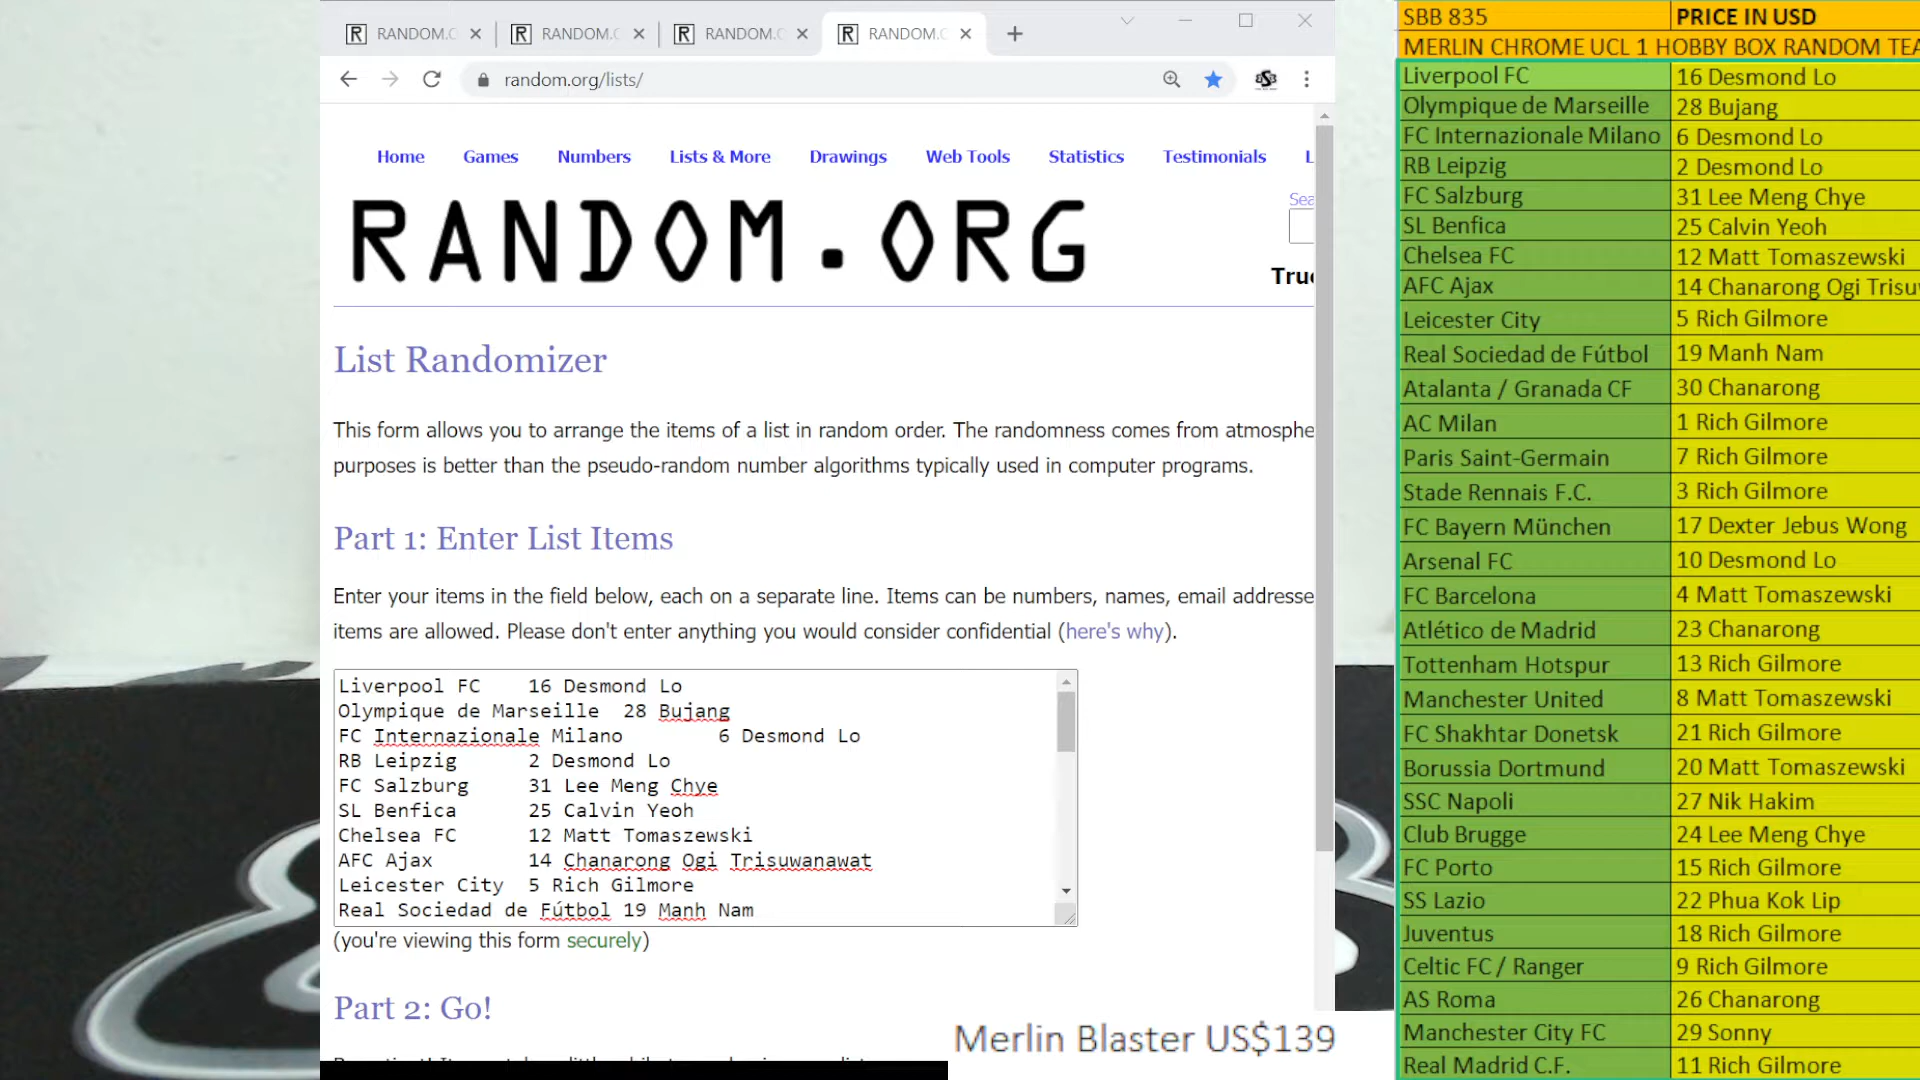 RANDOM.C
RANDOM.C
RANDOM.C
RANDOM.C
random.org/lists/
Home Games Numbers Lists & More Drawings Web Tools Statistics Testimonials L
Sea
RANDOM.ORG
True
List Randomizer
This form allows you to arrange the items of a list in random order. The randomness comes from atmosphe
purposes is better than the pseudo-random number algorithms typically used in computer programs.
Part 1: Enter List Items
Enter your items in the field below, each on a separate line. Items can be numbers, names, email addresse
items are allowed. Please don't enter anything you would consider confidential (here's why).
Liverpool FC 16 Desmond Lo
Olympique de Marseille 28 Bujang
FC Internazionale Milano 6 Desmond Lo
RB Leipzig 2 Desmond Lo
FC Salzburg 31 Lee Meng Chye
SL Benfica 25 Calvin Yeoh
Chelsea FC 12 Matt Tomaszewski
AFC Ajax 14 Chanarong Ogi Trisuwanawat
Leicester City 5 Rich Gilmore
Real Sociedad de Fútbol 19 Manh Nam
(you're viewing this form securely)
Part 2: Go!
Merlin Blaster US$139
SBB 835 PRICE IN USD
MERLIN CHROME UCL 1 HOBBY BOX RANDOM TEA
Liverpool FC 16 Desmond Lo
Olympique de Marseille 28 Bujang
FC Internazionale Milano 6 Desmond Lo
RB Leipzig 2 Desmond Lo
FC Salzburg 31 Lee Meng Chye
SL Benfica 25 Calvin Yeoh
Chelsea FC 12 Matt Tomaszewski
AFC Ajax 14 Chanarong Ogi Trisuw
Leicester City 5 Rich Gilmore
Real Sociedad de Fútbol 19 Manh Nam
Atalanta / Granada CF 30 Chanarong
AC Milan 1 Rich Gilmore
Paris Saint-Germain 7 Rich Gilmore
Stade Rennais F.C. 3 Rich Gilmore
FC Bayern München 17 Dexter Jebus Wong
Arsenal FC 10 Desmond Lo
FC Barcelona 4 Matt Tomaszewski
Atlético de Madrid 23 Chanarong
Tottenham Hotspur 13 Rich Gilmore
Manchester United 8 Matt Tomaszewski
FC Shakhtar Donetsk 21 Rich Gilmore
Borussia Dortmund 20 Matt Tomaszewski
SSC Napoli 27 Nik Hakim
Club Brugge 24 Lee Meng Chye
FC Porto 15 Rich Gilmore
SS Lazio 22 Phua Kok Lip
Juventus 18 Rich Gilmore
Celtic FC / Ranger 9 Rich Gilmore
AS Roma 26 Chanarong
Manchester City FC 29 Sonny
Real Madrid C.F. 11 Rich Gilmore